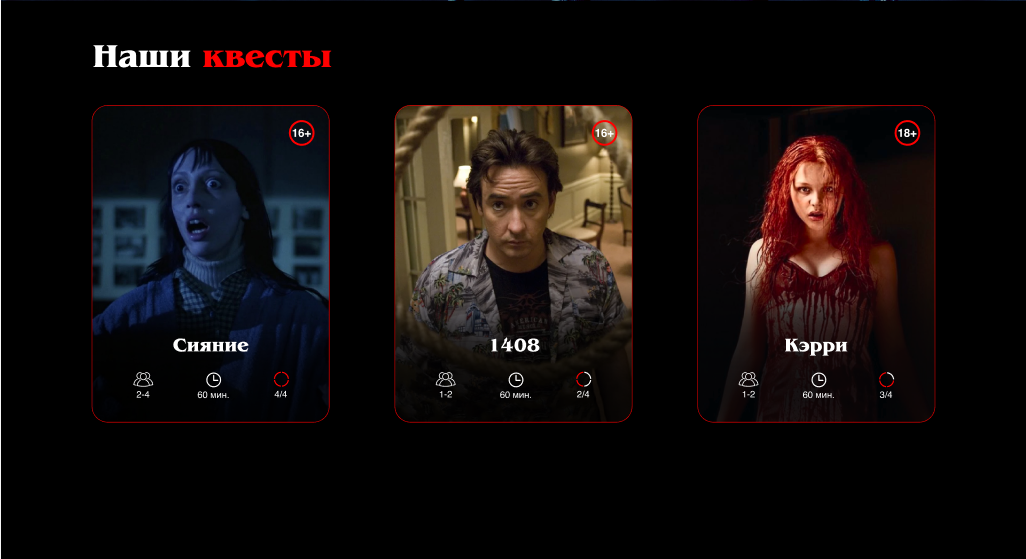 Наши квесты
16+
Сияние
2-4
60 мин.
4/4
16+
1408
1-2
60 мин.
2/4
18+
Кэрри
1-2
60 мин.
3/4